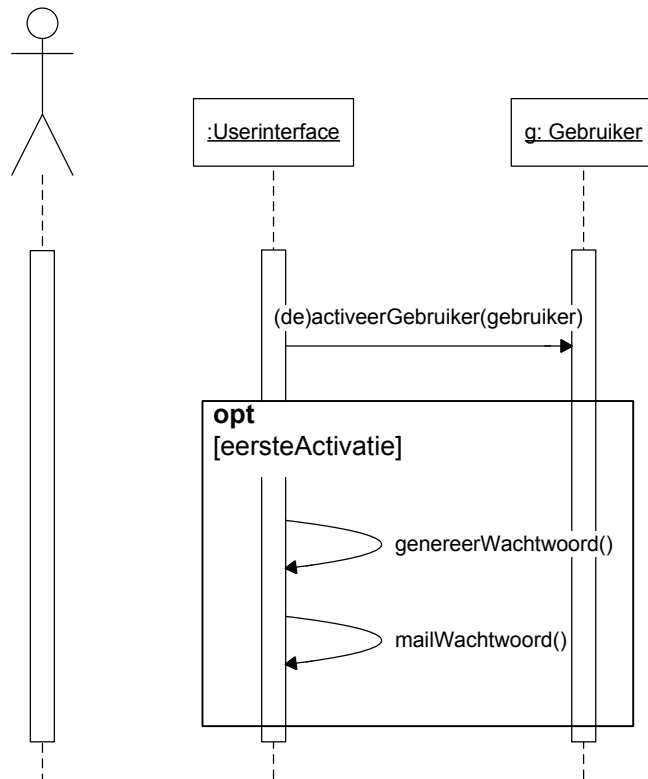 :Userinterface
g: Gebruiker
(de)activeerGebruiker(gebruiker)
opt
[eersteActivatie]
genereerWachtwoord()
mailWachtwoord()